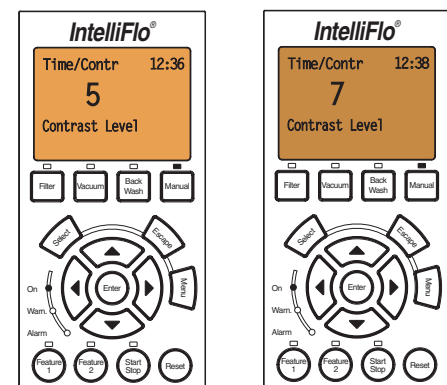 IntelliFlo®
Time/Contr 12:36
5
Contrast Level
Filter Vacuum Back Wash Manual
Select Escape
Menu
Enter
On
Warn.
Alarm
Feature 1 Feature 2 Start Stop Reset
IntelliFlo®
Time/Contr 12:38
7
Contrast Level
Filter Vacuum Back Wash Manual
Select Escape
Menu
Enter
On
Warn.
Alarm
Feature 1 Feature 2 Start Stop Reset